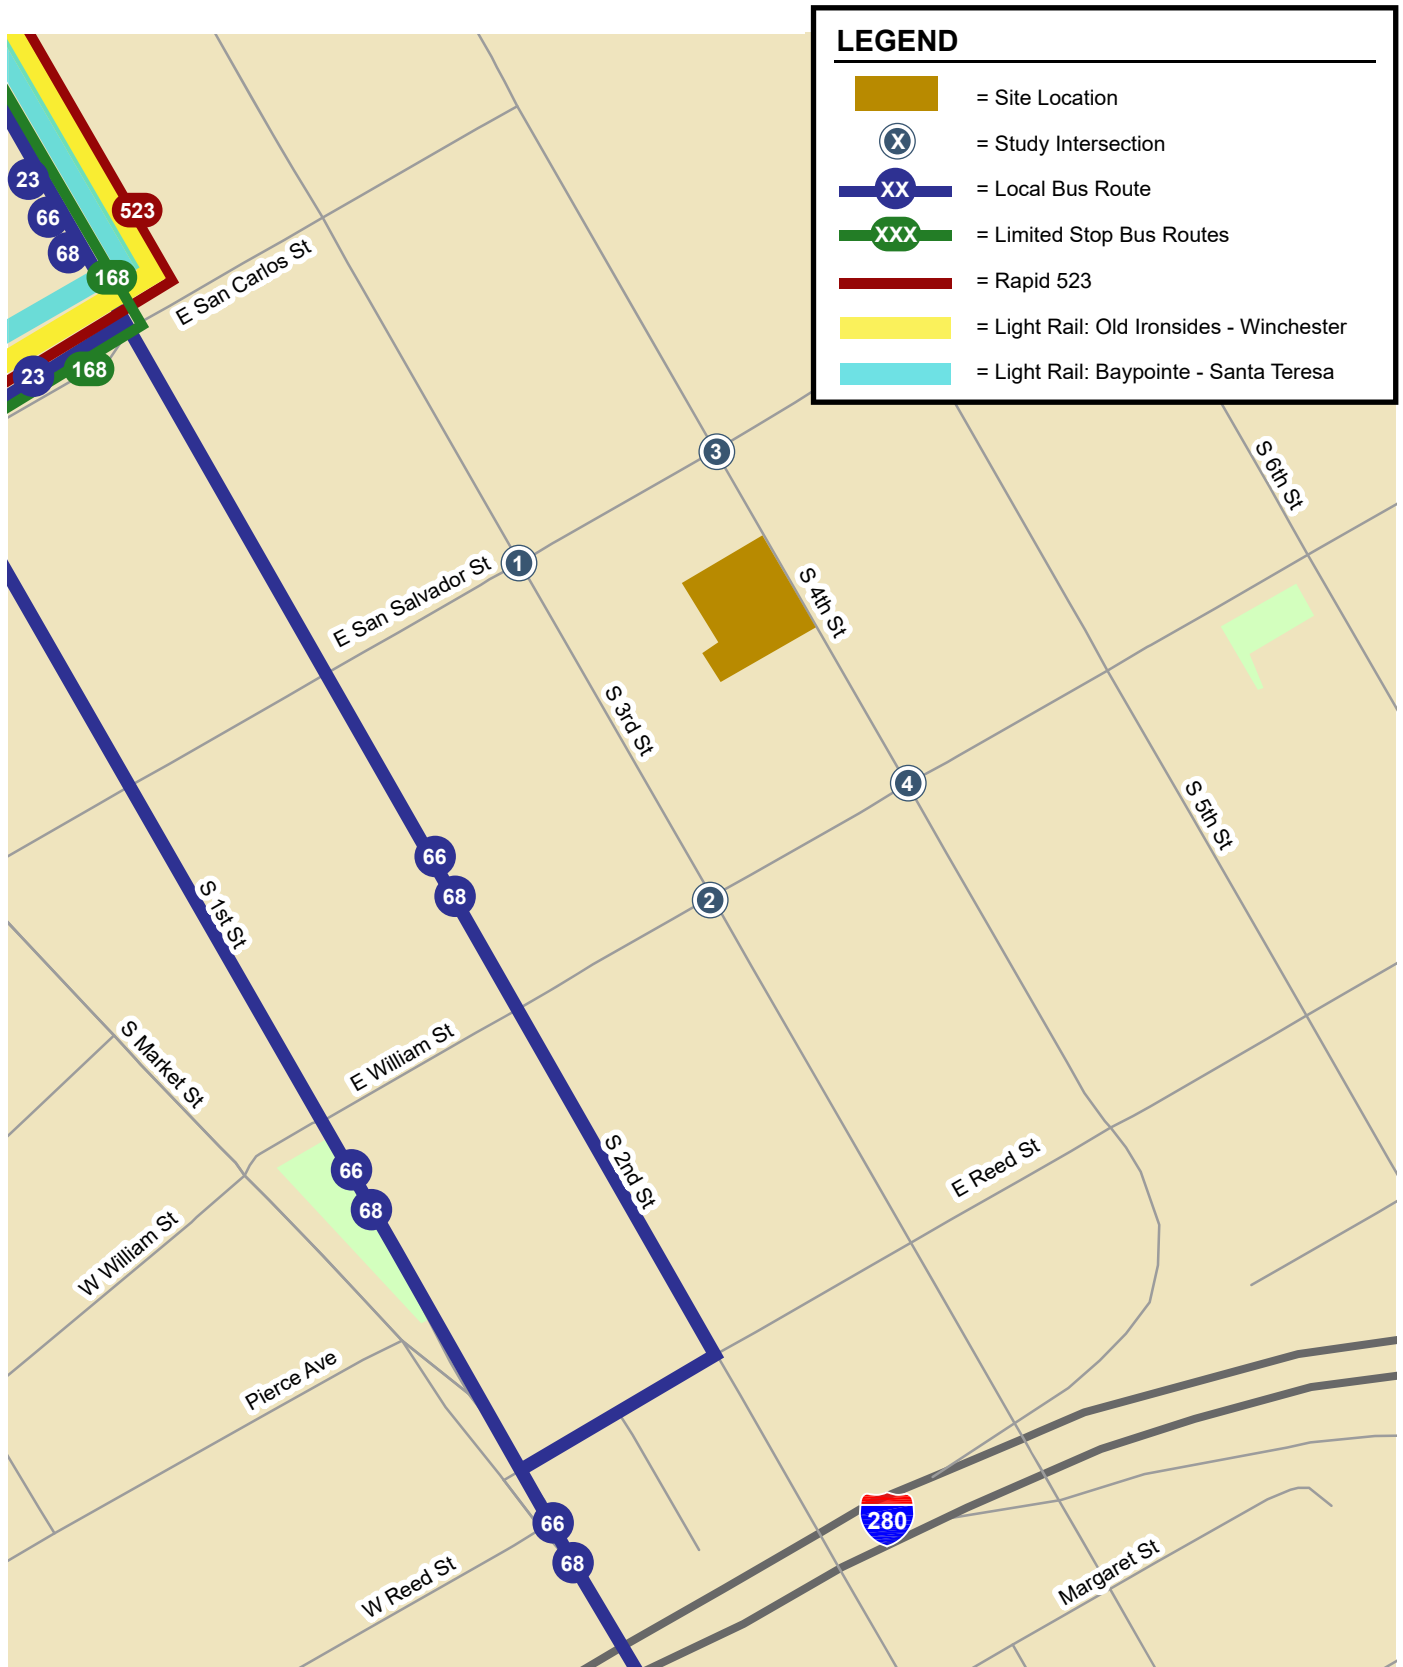 LEGEND
= Site Location
X
= Study Intersection
XX
= Local Bus Route
XXX
= Limited Stop Bus Routes
= Rapid 523
= Light Rail: Old Ironsides - Winchester
= Light Rail: Baypointe - Santa Teresa
23
66
68
523
168
E San Carlos St
23
168
3
S 6th St
1
E San Salvador St
S 4th St
S 3rd St
4
S 5th St
66
68
2
S 1st St
S Market St
E William St
66
68
S 2nd St
E Reed St
W William St
Pierce Ave
66
68
280
W Reed St
Margaret St